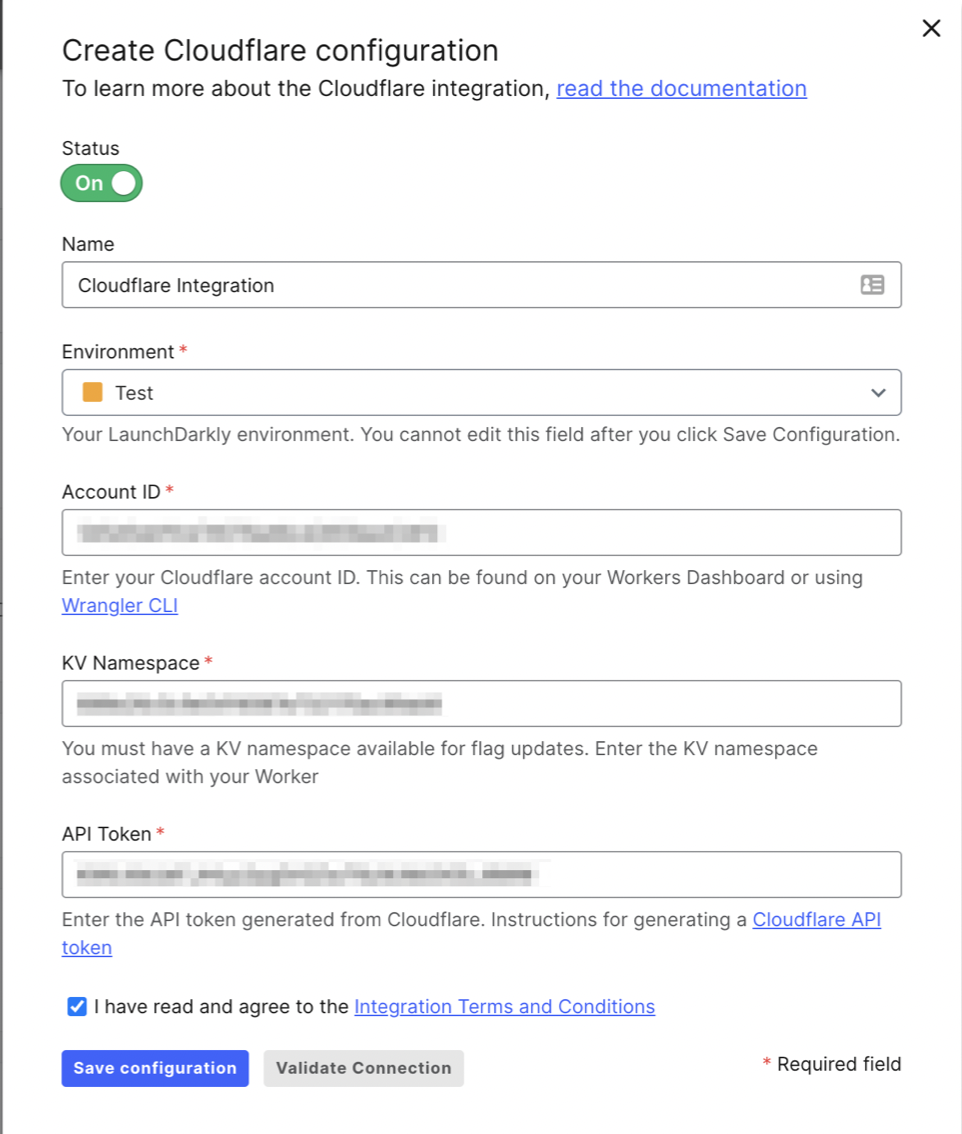 Create Cloudflare configuration
To learn more about the Cloudflare integration, read the documentation
Status
On
Name
Cloudflare Integration
Environment *
Test
Your LaunchDarkly environment. You cannot edit this field after you click Save Configuration.
Account ID *
Enter your Cloudflare account ID. This can be found on your Workers Dashboard or using
Wrangler CLI
KV Namespace *
You must have a KV namespace available for flag updates. Enter the KV namespace
associated with your Worker
API Token *
Enter the API token generated from Cloudflare. Instructions for generating a Cloudflare API
token
I have read and agree to the Integration Terms and Conditions
Save configuration Validate Connection * Required field